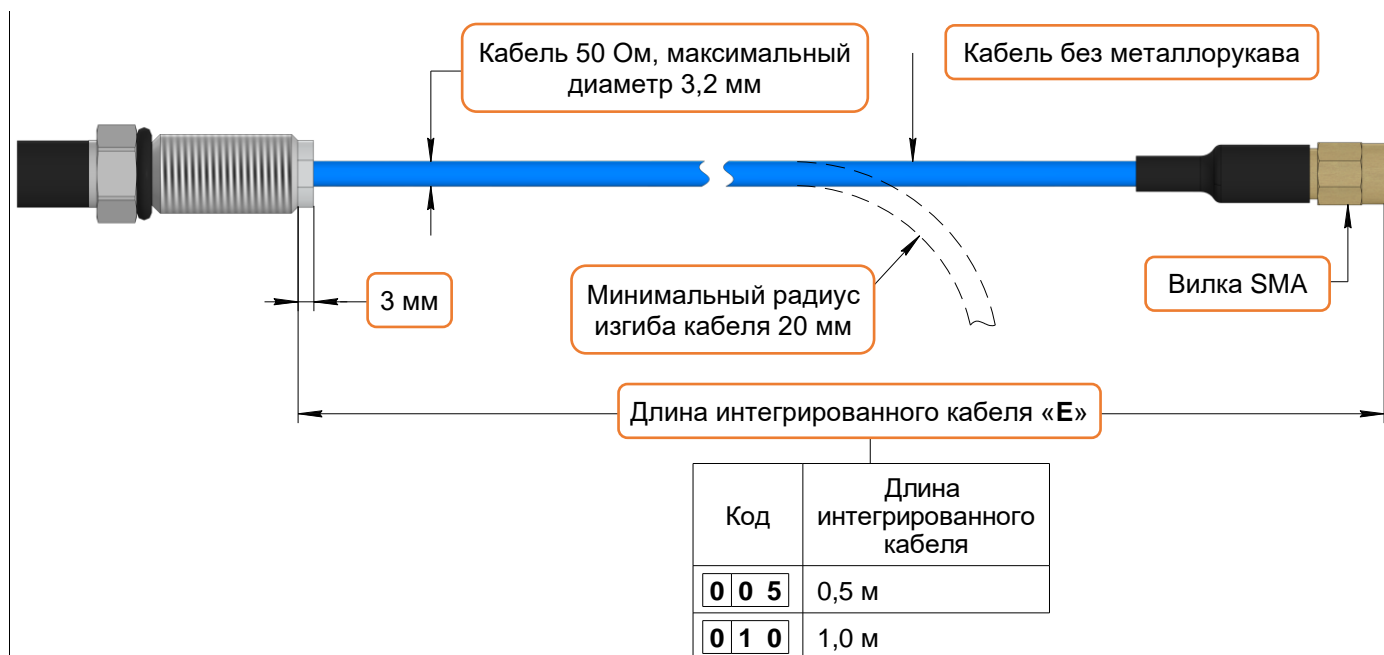 Кабель 50 Ом, максимальный
диаметр 3,2 мм
Кабель без металлорукава
3 мм
Минимальный радиус
изгиба кабеля 20 мм
Вилка SMA
Длина интегрированного кабеля «E»
Код
Длина
интегрированного
кабеля
0 0 5
0,5 м
0 1 0
1,0 м